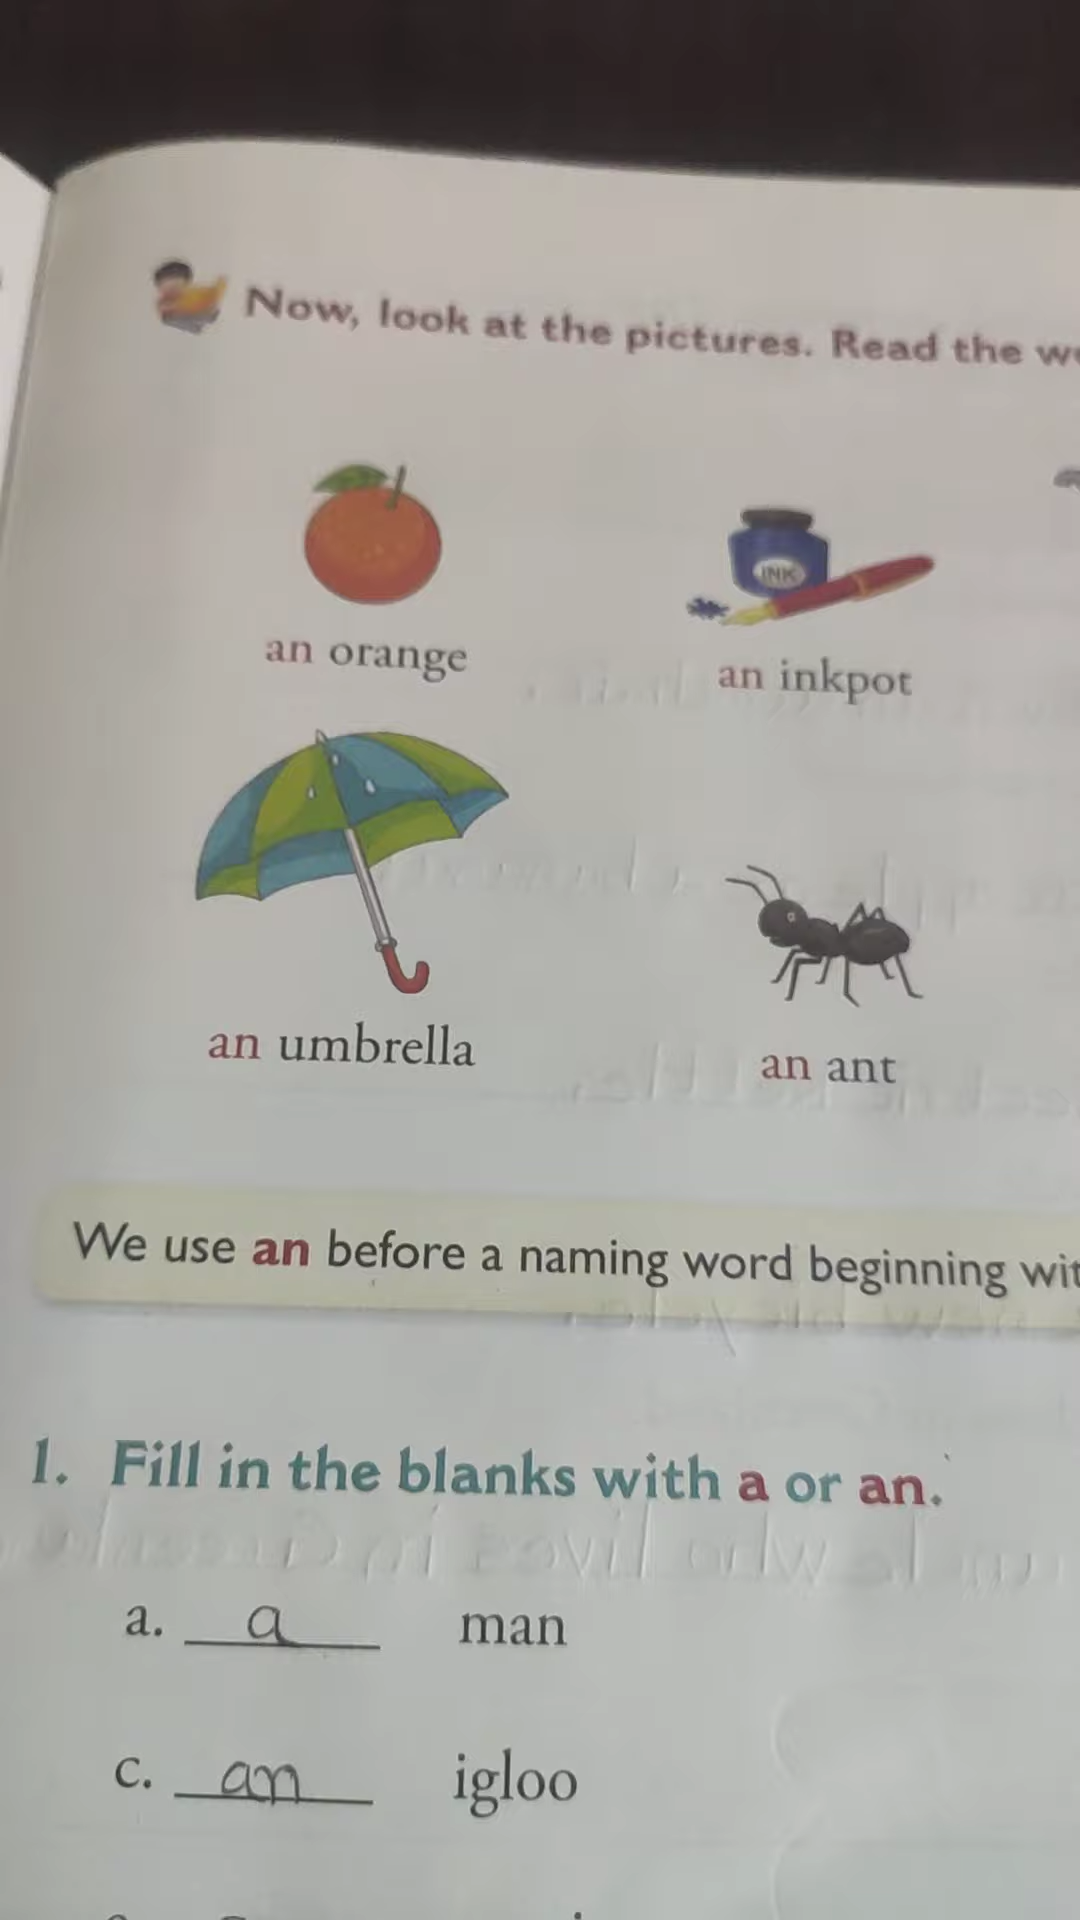 Now, look at the pictures. Read the
INK
an orange
an inkpot
an umbrella
an ant
We use an before a naming word beginning
1. Fill in the blanks with a or an.
a. a man
c. an igloo